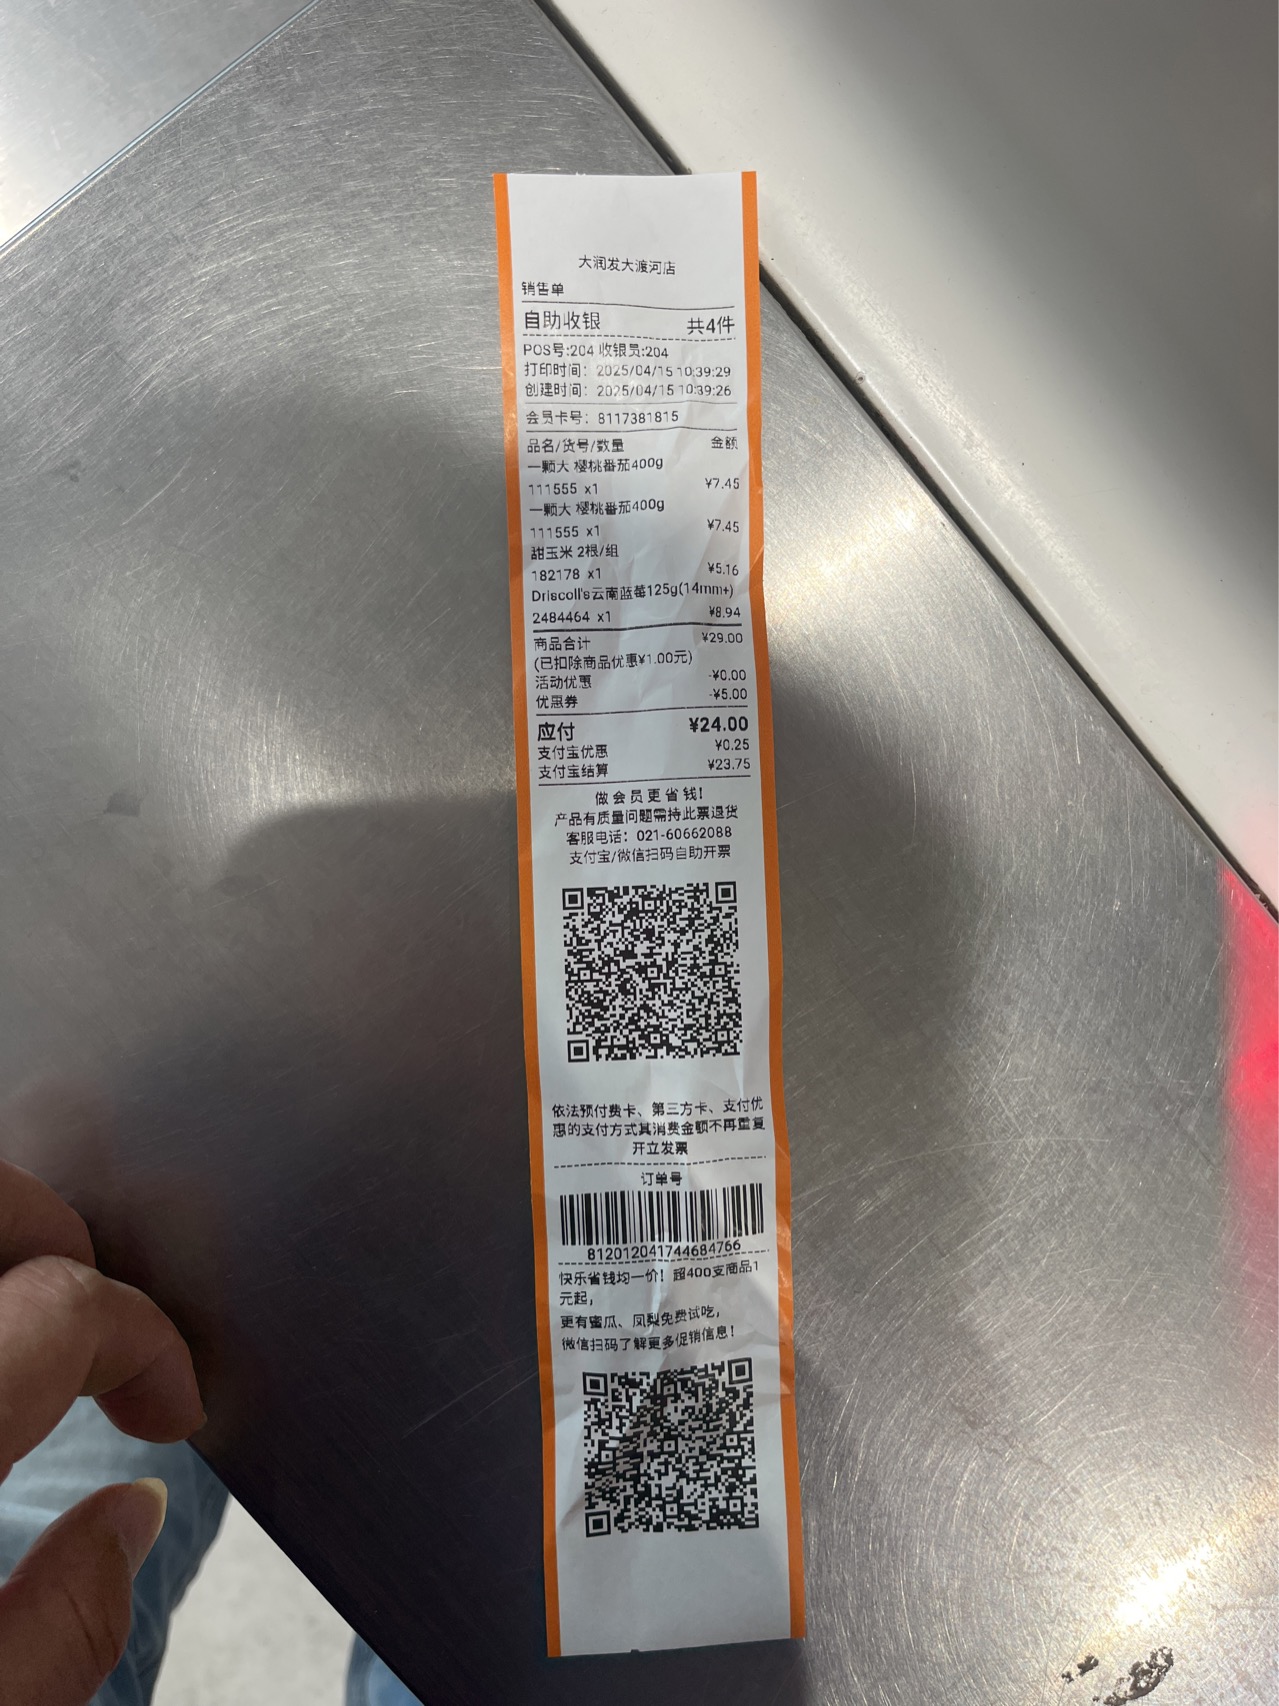 大润发大渡河店
销售单
自助收银 共4件
POS号:204 收银员:204
打印时间: 2025/04/15 10:39:29
创建时间: 2025/04/15 10:39:26
会员卡号: 8117381815
品名/货号/数量 金额
一颗大 樱桃番茄400g
111555 x1 ¥7.45
一颗大 樱桃番茄400g
111555 x1 ¥7.45
甜玉米 2根/组
182178 x1 ¥5.16
Driscoll's云南蓝莓125g(14mm+)
2484464 x1 ¥8.94
商品合计 ¥29.00
(已扣除商品优惠¥1.00元)
活动优惠 -¥0.00
优惠券 -¥5.00
应付 ¥24.00
支付宝优惠 ¥0.25
支付宝结算 ¥23.75
做会员更省钱!
产品有质量问题需持此票退货
客服电话: 021-60662088
支付宝/微信扫码自助开票
依法预付费卡、第三方卡、支付优
惠的支付方式其消费金额不再重复
开立发票
订单号
812012041744684766
快乐省钱均一价! 超400支商品1
元起,
更有蜜瓜、凤梨免费试吃,
微信扫码了解更多促销信息!